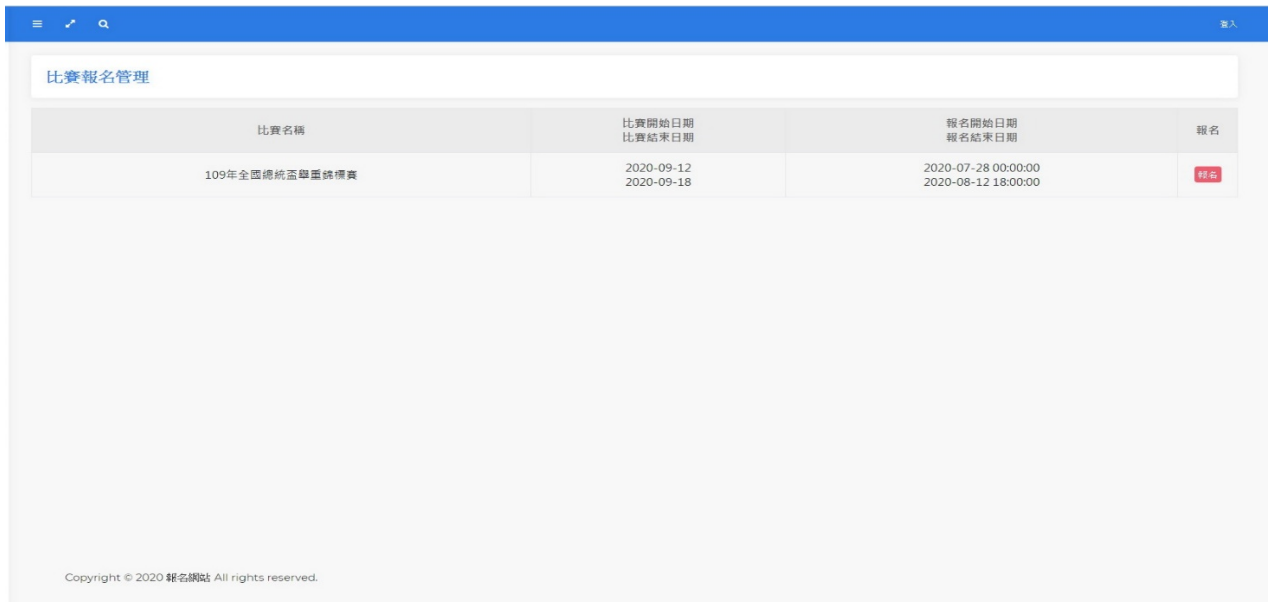 登入
比賽報名管理
比賽名稱
比賽開始日期
比賽結束日期
報名開始日期
報名結束日期
報名
109年全國總統盃舉重錦標賽
2020-09-12
2020-09-18
2020-07-28 00:00:00
2020-08-12 18:00:00
報名
Copyright © 2020 報名網站 All rights reserved.